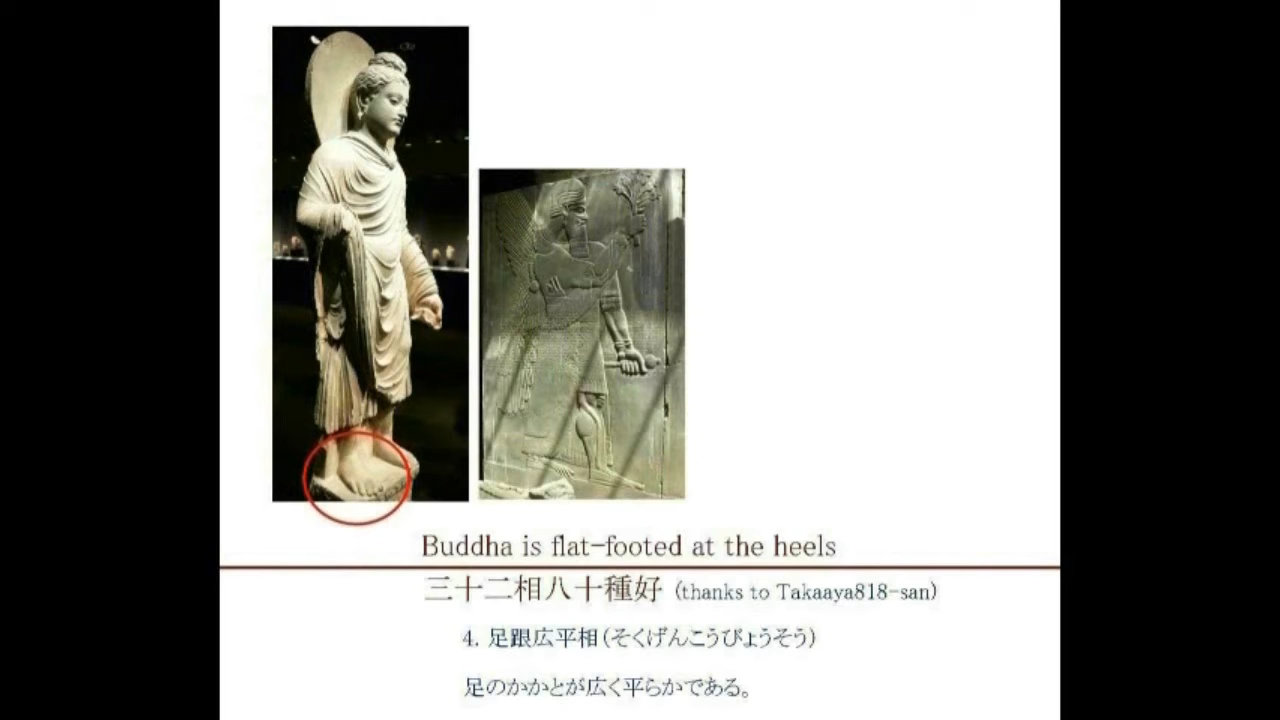 Buddha is flat-footed at the heels
三十二相八十種好 (thanks to Takaaya818-san)
4. 足跟広平相(そくげんこうびょうそう)
足のかかとが広く平らかである。